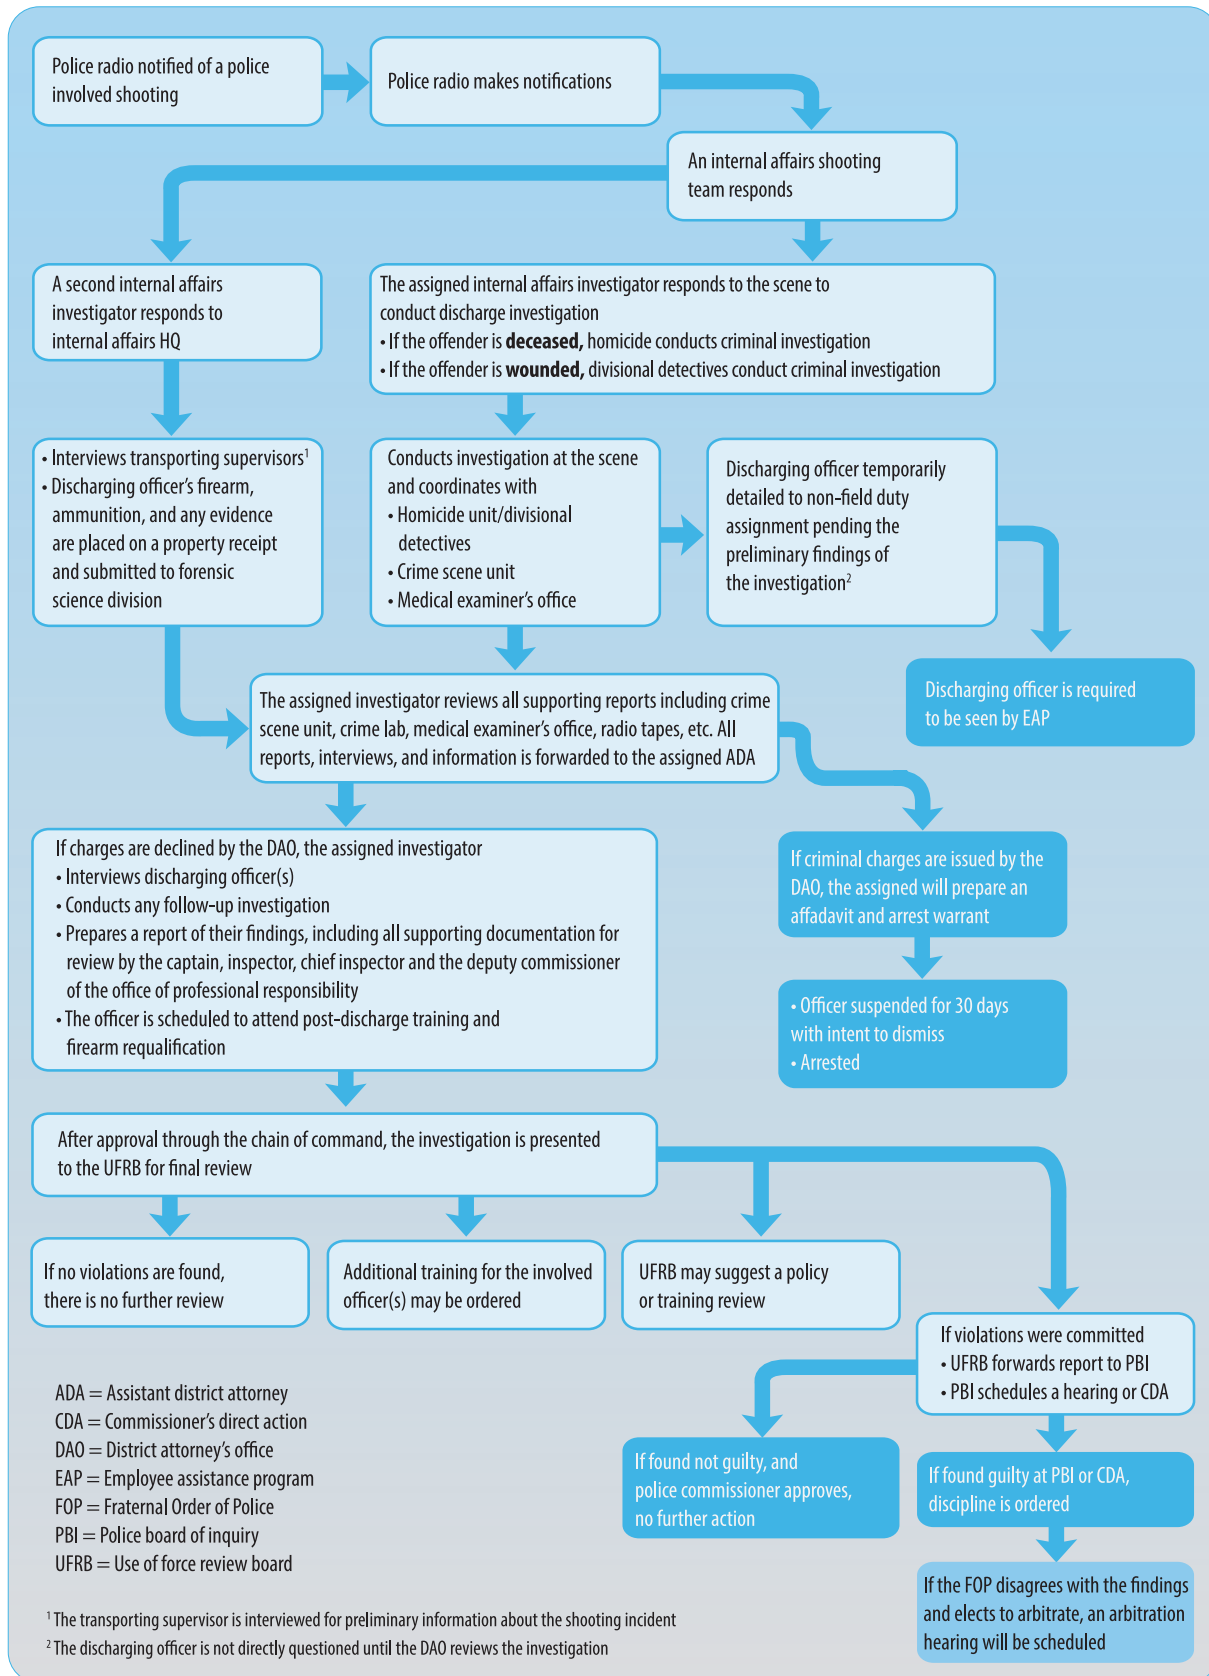 Police radio notified of a police
involved shooting
Police radio makes notifications
An internal affairs shooting
team responds
A second internal affairs
investigator responds to
internal affairs HQ
The assigned internal affairs investigator responds to the scene to
conduct discharge investigation
• If the offender is deceased, homicide conducts criminal investigation
• If the offender is wounded, divisional detectives conduct criminal investigation
• Interviews transporting supervisors¹
• Discharging officer's firearm,
ammunition, and any evidence
are placed on a property receipt
and submitted to forensic
science division
Conducts investigation at the scene
and coordinates with
• Homicide unit/divisional
detectives
• Crime scene unit
• Medical examiner's office
Discharging officer temporarily
detailed to non-field duty
assignment pending the
preliminary findings of
the investigation²
Discharging officer is required
to be seen by EAP
The assigned investigator reviews all supporting reports including crime
scene unit, crime lab, medical examiner's office, radio tapes, etc. All
reports, interviews, and information is forwarded to the assigned ADA
If charges are declined by the DAO, the assigned investigator
• Interviews discharging officer(s)
• Conducts any follow-up investigation
• Prepares a report of their findings, including all supporting documentation for
review by the captain, inspector, chief inspector and the deputy commissioner
of the office of professional responsibility
• The officer is scheduled to attend post-discharge training and
firearm requalification
If criminal charges are issued by the
DAO, the assigned will prepare an
affadavit and arrest warrant
• Officer suspended for 30 days
with intent to dismiss
• Arrested
After approval through the chain of command, the investigation is presented
to the UFRB for final review
If no violations are found,
there is no further review
Additional training for the involved
officer(s) may be ordered
UFRB may suggest a policy
or training review
If violations were committed
• UFRB forwards report to PBI
• PBI schedules a hearing or CDA
If found not guilty, and
police commissioner approves,
no further action
If found guilty at PBI or CDA,
discipline is ordered
If the FOP disagrees with the findings
and elects to arbitrate, an arbitration
hearing will be scheduled
ADA = Assistant district attorney
CDA = Commissioner's direct action
DAO = District attorney's office
EAP = Employee assistance program
FOP = Fraternal Order of Police
PBI = Police board of inquiry
UFRB = Use of force review board
¹ The transporting supervisor is interviewed for preliminary information about the shooting incident
² The discharging officer is not directly questioned until the DAO reviews the investigation